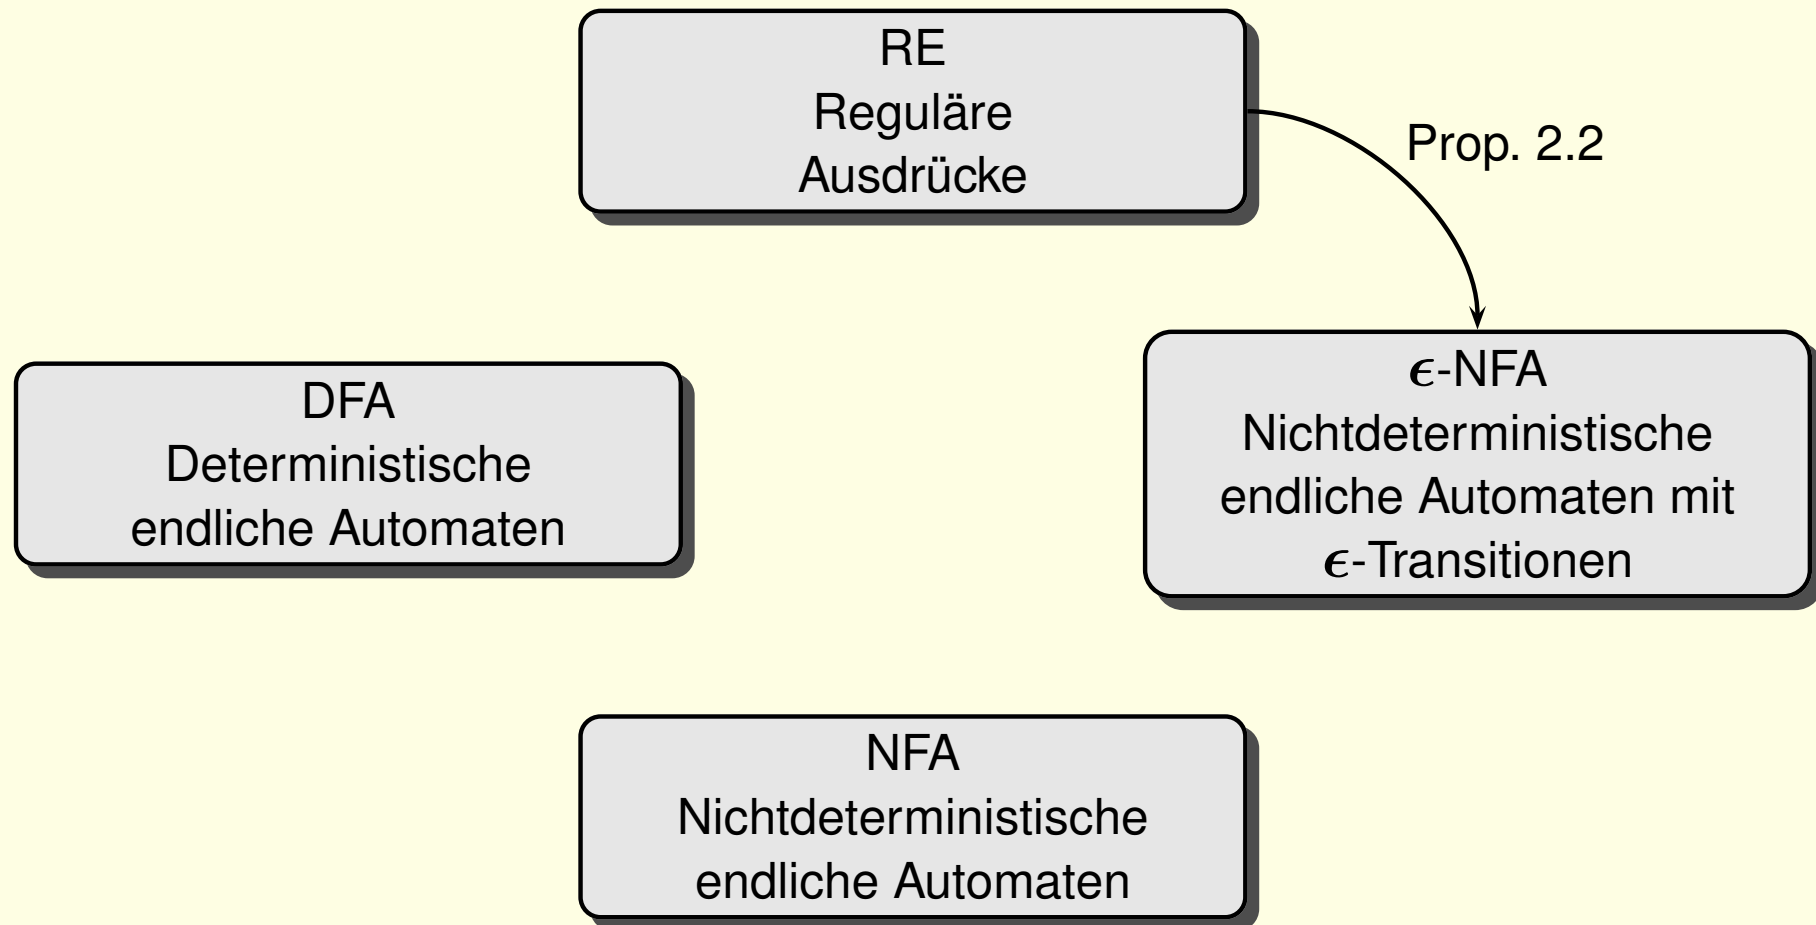 RE
Reguläre
Ausdrücke
Prop. 2.2
DFA
Deterministische
endliche Automaten
ϵ-NFA
Nichtdeterministische
endliche Automaten mit
ϵ-Transitionen
NFA
Nichtdeterministische
endliche Automaten